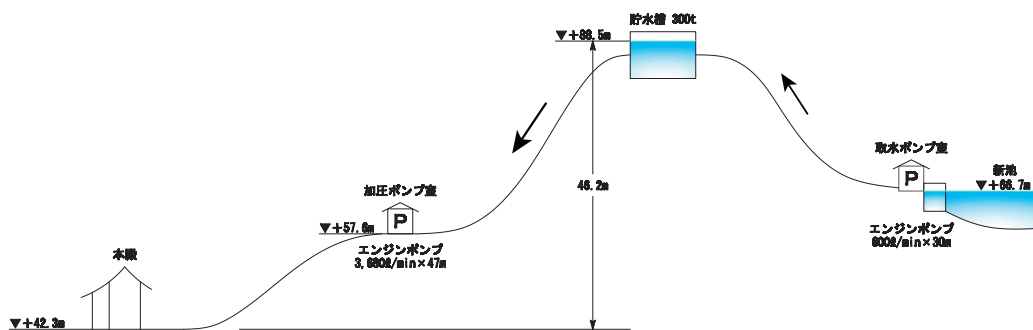 貯水槽 300t
▼+88.5m
取水ポンプ室
P
新池
▼+66.7m
エンジンポンプ
600ℓ/min×30m
46.2m
加圧ポンプ室
P
▼+57.6m
エンジンポンプ
3,680ℓ/min×47m
本殿
▼+42.3m